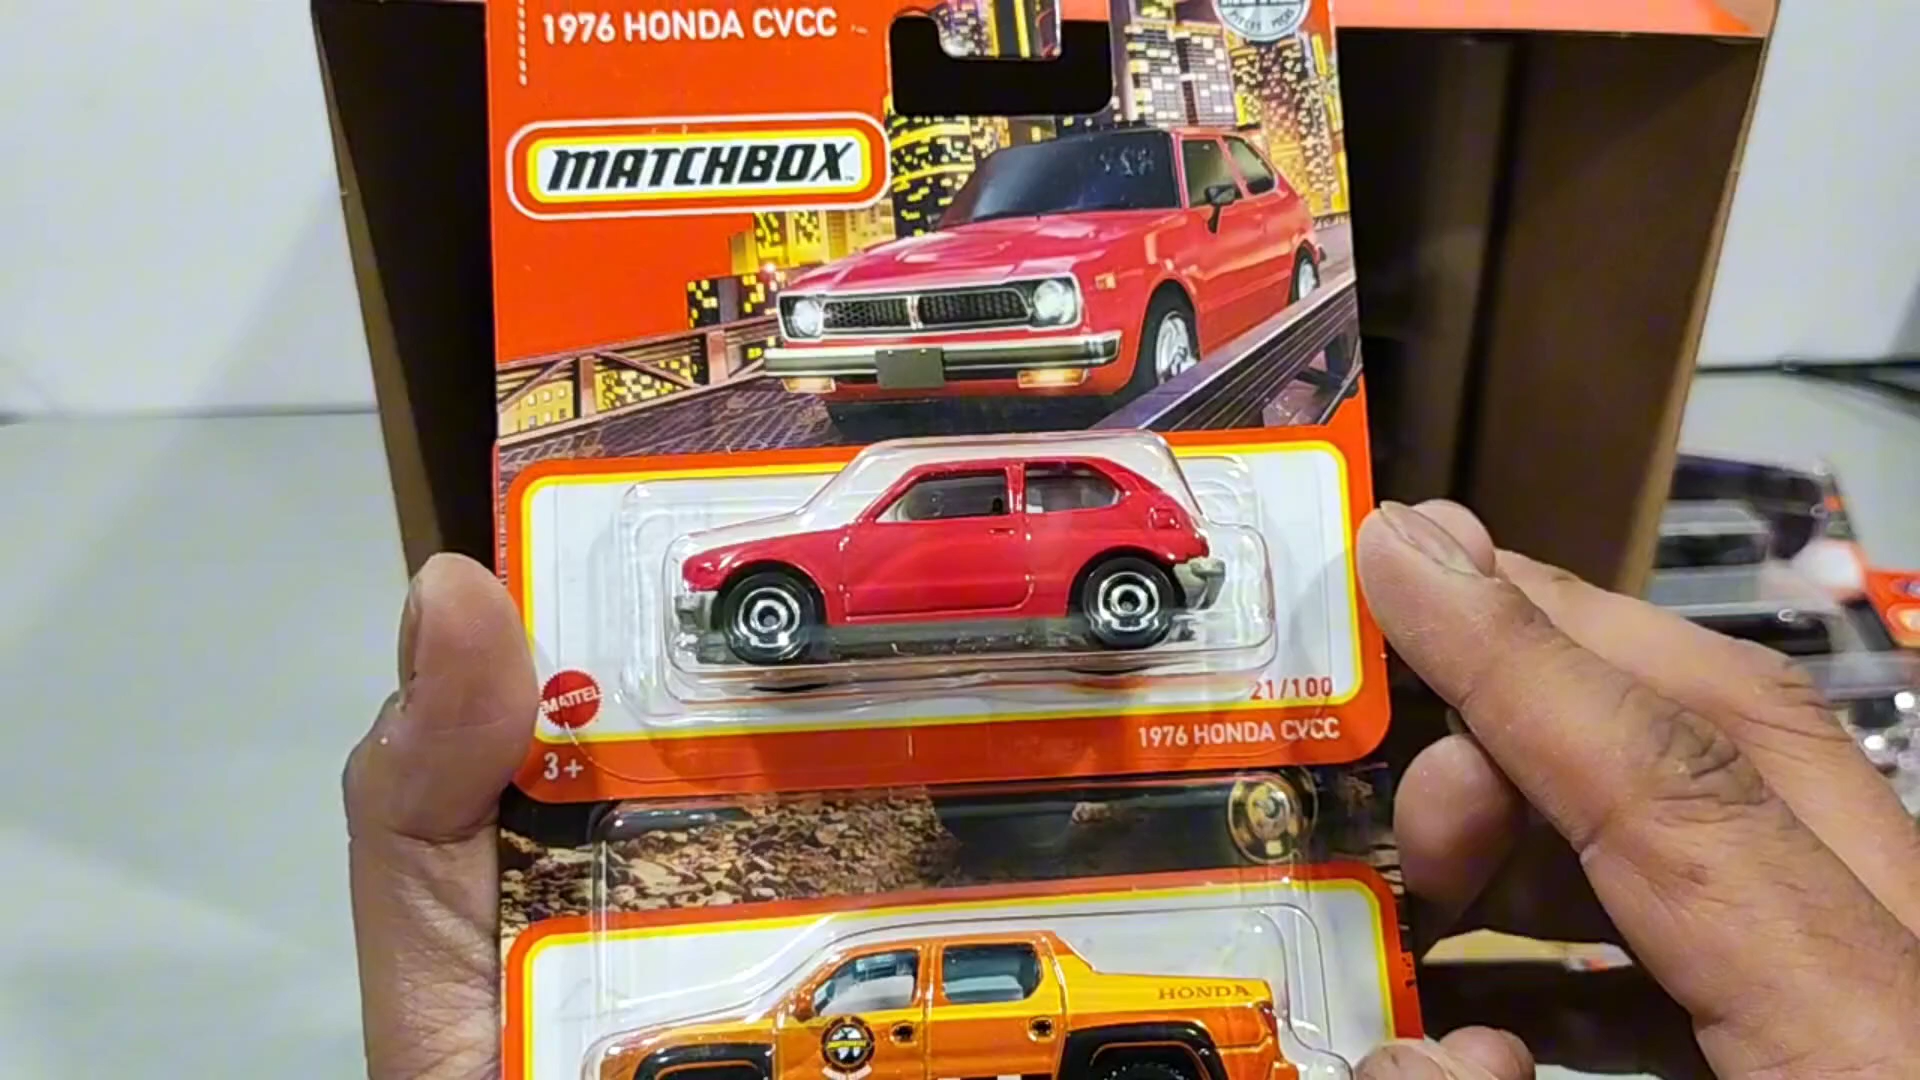 1976 HONDA CVCC
MATCHBOX
MATTEL
21/100
1976 HONDA CVCC
3+
HONDA